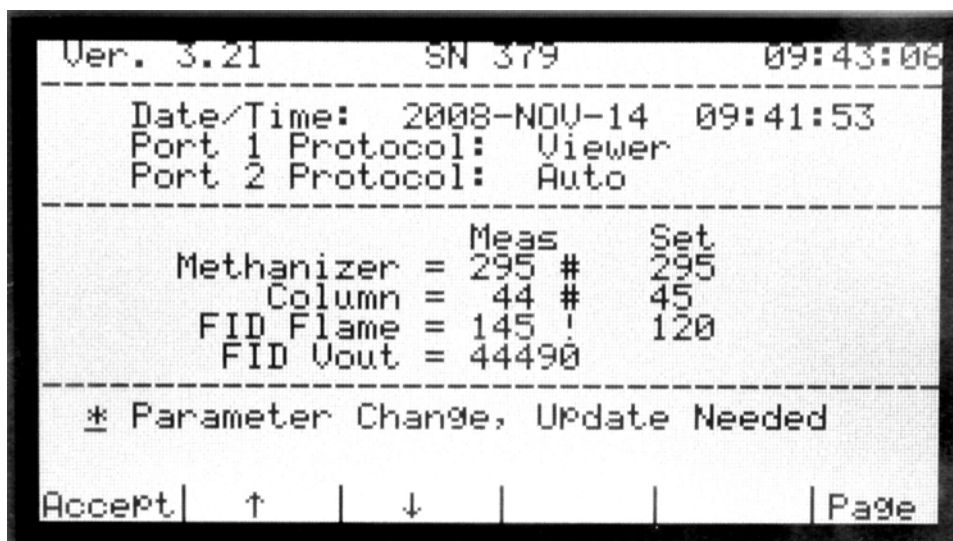 Ver. 3.21 SN 379 09:43:06
Date/Time: 2008-NOV-14 09:41:53
Port 1 Protocol: Viewer
Port 2 Protocol: Auto
Meas Set
Methanizer = 295 # 295
Column = 44 # 45
FID Flame = 145 ! 120
FID Vout = 44490
* Parameter Change, Update Needed
Accept ↑ ↓ Page